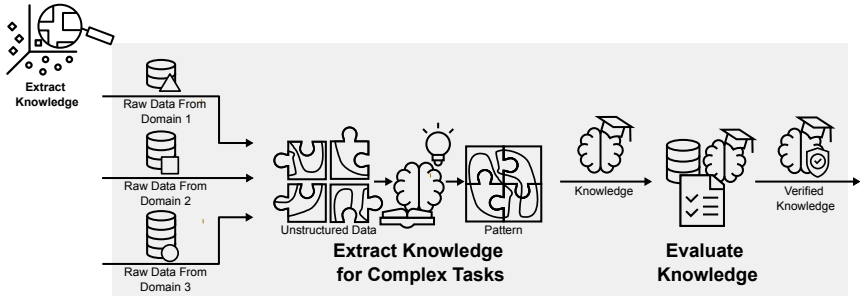 Extract
Knowledge
Raw Data From
Domain 1
Raw Data From
Domain 2
Raw Data From
Domain 3
Unstructured Data
Pattern
Extract Knowledge
for Complex Tasks
Knowledge
Evaluate
Knowledge
Verified
Knowledge